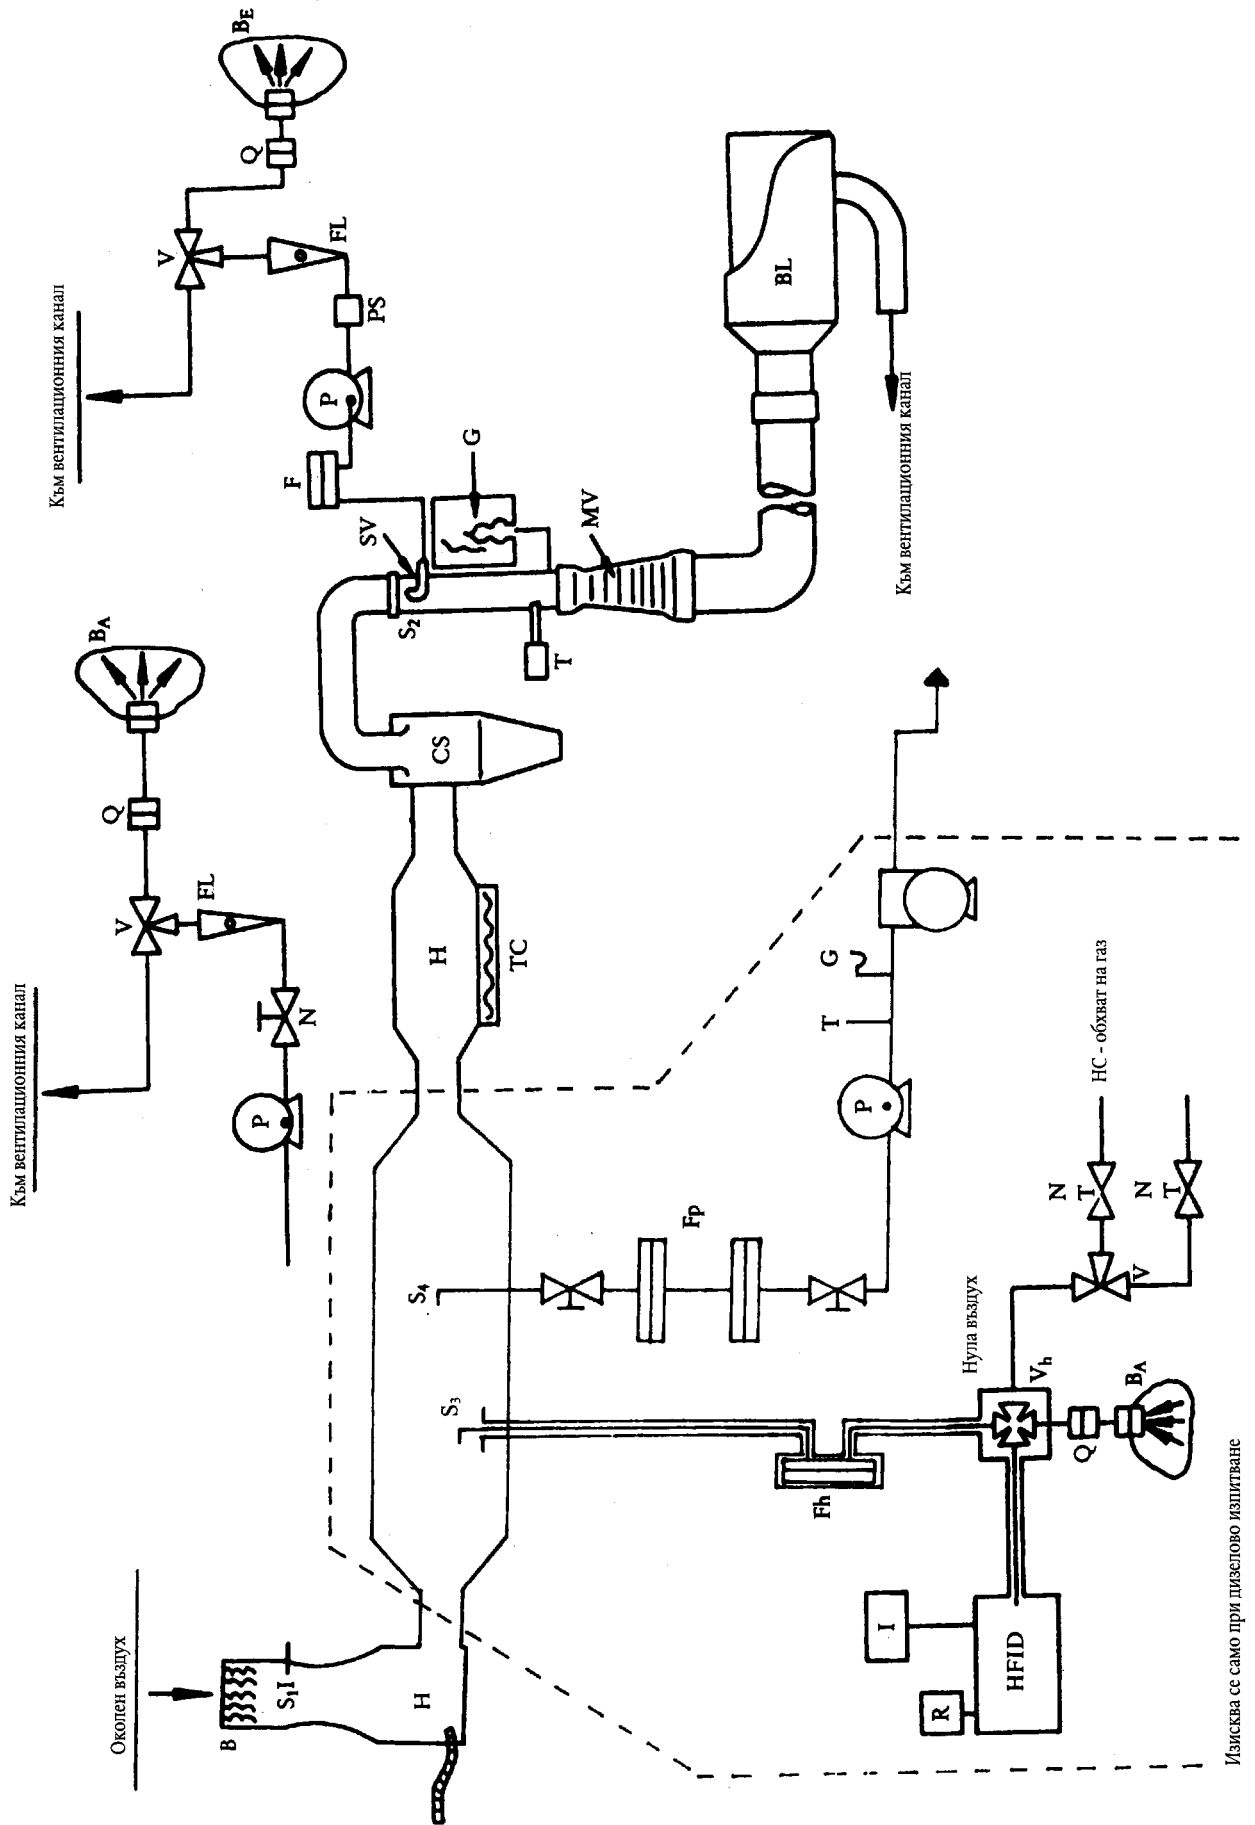 Околен въздух
B
S1I
H
Към вентилационния канал
P
N
FL
V
Q
BA
H
TC
CS
S2
SV
T
G
MV
F
P
PS
FL
V
Q
BE
Към вентилационния канал
BL
Към вентилационния канал
S3
S4
Fp
P
T
G
Fh
Нула въздух
Vh
V
N
T
N
T
HC - обхват на газ
Q
BA
HFID
I
R
Изисква се само при дизелово изпитване